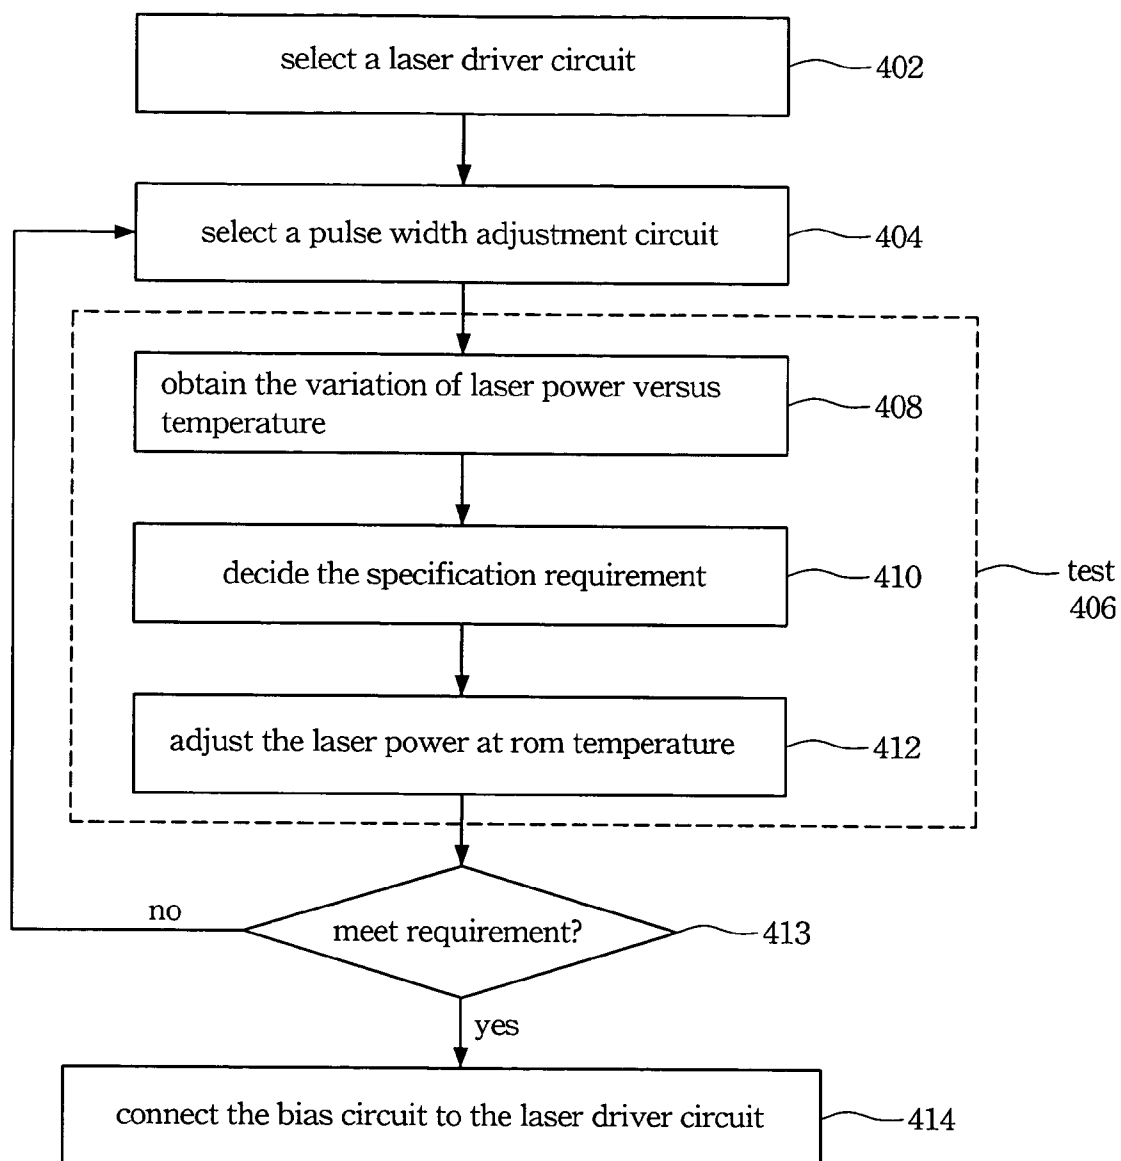 select a laser driver circuit
402
select a pulse width adjustment circuit
404
obtain the variation of laser power versus
temperature
408
decide the specification requirement
410
test
406
adjust the laser power at rom temperature
412
no
meet requirement?
413
yes
connect the bias circuit to the laser driver circuit
414